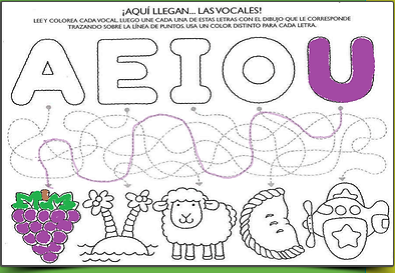 ¡AQUÍ LLEGAN... LAS VOCALES!
LEE Y COLOREA CADA VOCAL, LUEGO UNE CADA UNA DE ESTAS LETRAS CON EL DIBUJO QUE LE CORRESPONDE
TRAZANDO SOBRE LA LÍNEA DE PUNTOS. USA UN COLOR DISTINTO PARA CADA LETRA.
A E I O U